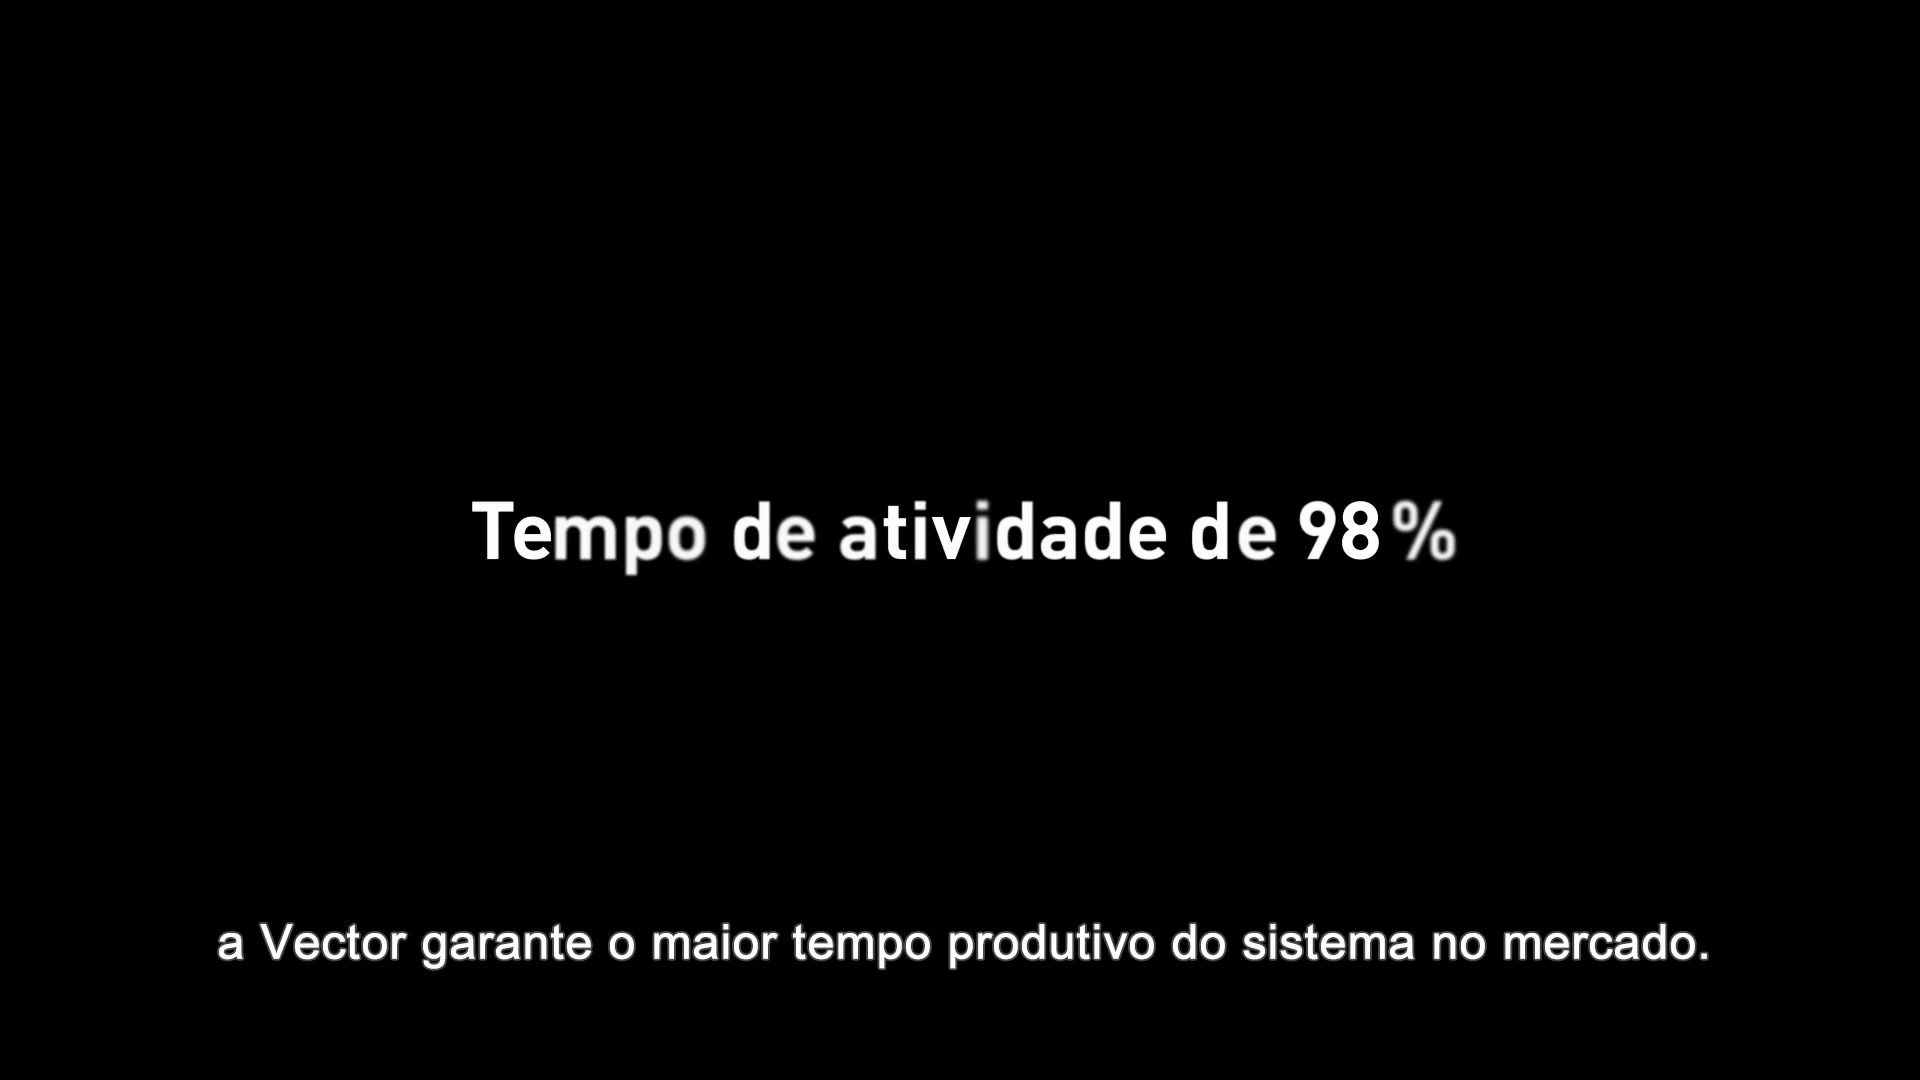 Tempo de atividade de 98%
a Vector garante o maior tempo produtivo do sistema no mercado.